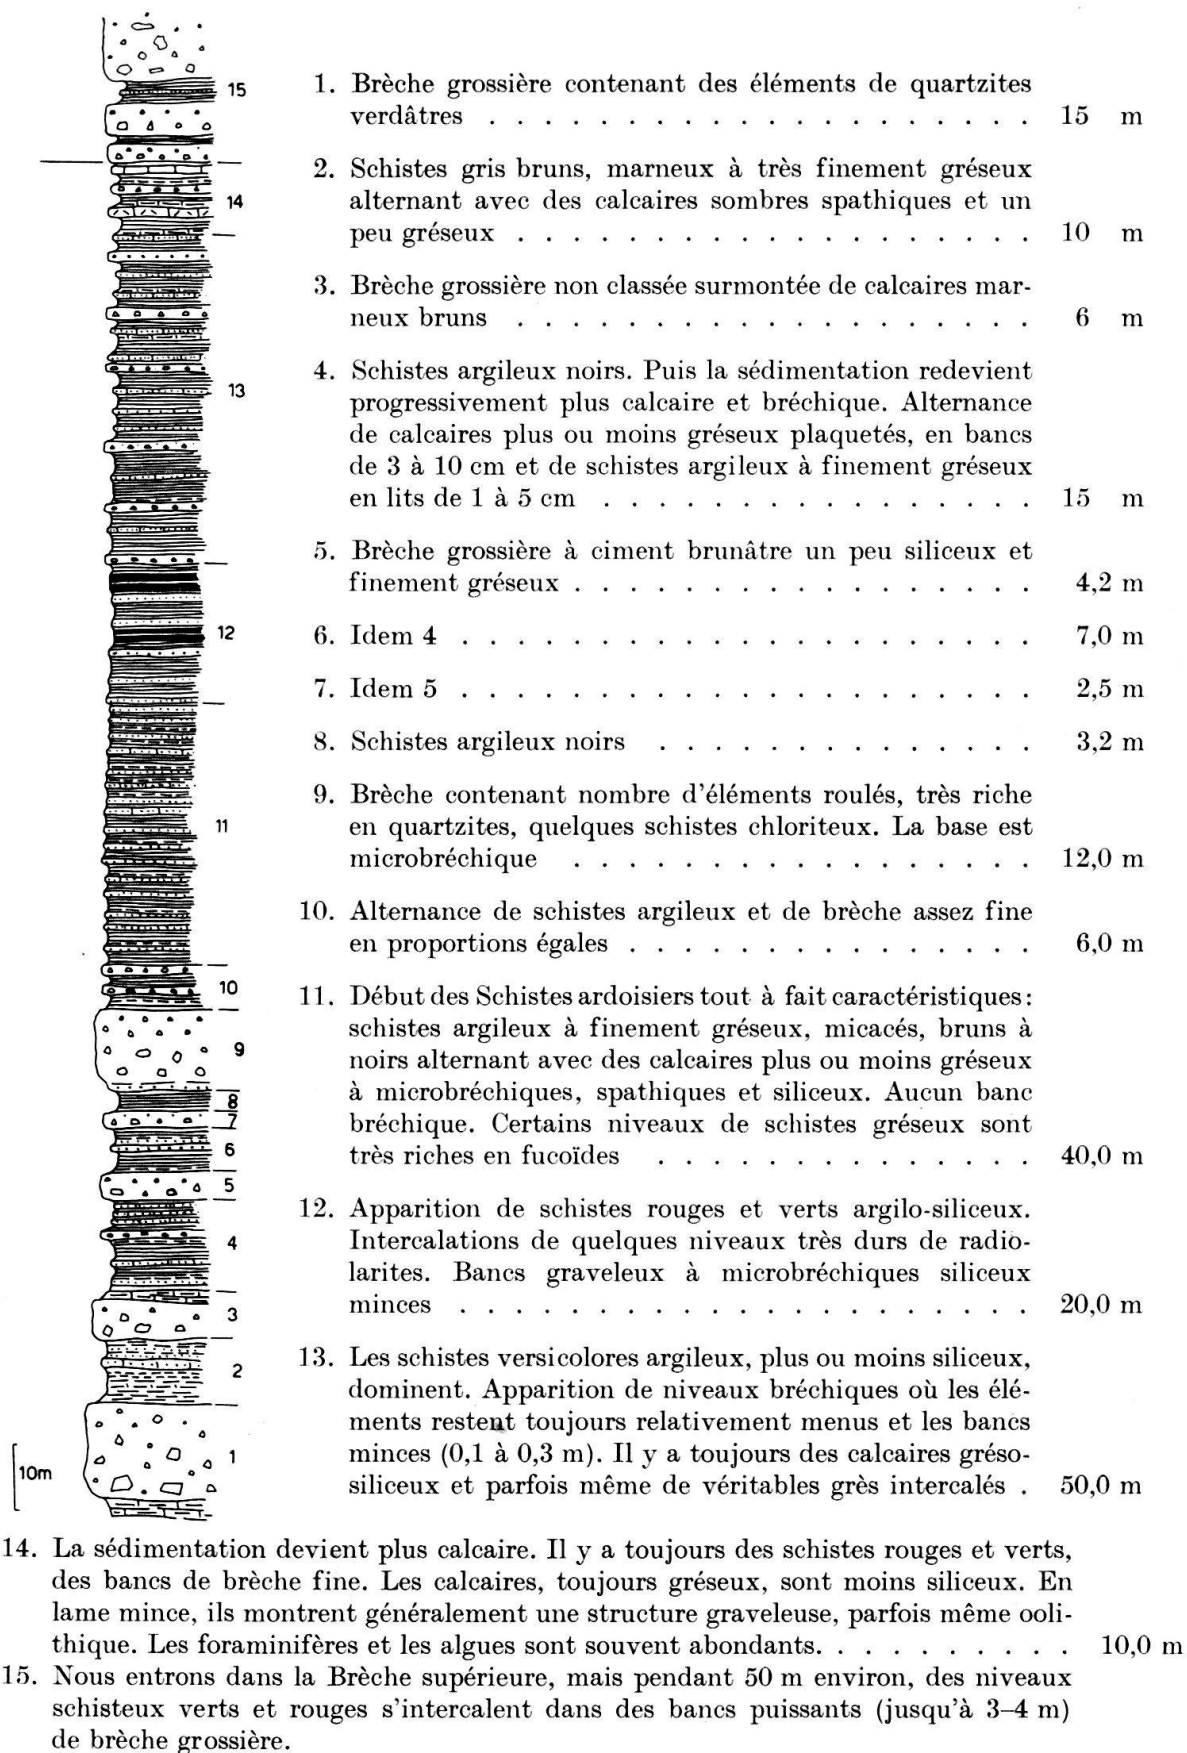 15
14
13
12
11
10
9
8
7
6
5
4
3
2
1
10m
1. Brèche grossière contenant des éléments de quartzites
verdâtres . . . . . . . . . . . . . . . . . . . . 15 m
2. Schistes gris bruns, marneux à très finement gréseux
alternant avec des calcaires sombres spathiques et un
peu gréseux . . . . . . . . . . . . . . . . . . . 10 m
3. Brèche grossière non classée surmontée de calcaires mar-
neux bruns . . . . . . . . . . . . . . . . . . . 6 m
4. Schistes argileux noirs. Puis la sédimentation redevient
progressivement plus calcaire et bréchique. Alternance
de calcaires plus ou moins gréseux plaquetés, en bancs
de 3 à 10 cm et de schistes argileux à finement gréseux
en lits de 1 à 5 cm . . . . . . . . . . . . . . . . 15 m
5. Brèche grossière à ciment brunâtre un peu siliceux et
finement gréseux . . . . . . . . . . . . . . . . . 4,2 m
6. Idem 4 . . . . . . . . . . . . . . . . . . . . . 7,0 m
7. Idem 5 . . . . . . . . . . . . . . . . . . . . . 2,5 m
8. Schistes argileux noirs . . . . . . . . . . . . . . 3,2 m
9. Brèche contenant nombre d'éléments roulés, très riche
en quartzites, quelques schistes chloriteux. La base est
microbréchique . . . . . . . . . . . . . . . . . 12,0 m
10. Alternance de schistes argileux et de brèche assez fine
en proportions égales . . . . . . . . . . . . . . . 6,0 m
11. Début des Schistes ardoisiers tout à fait caractéristiques:
schistes argileux à finement gréseux, micacés, bruns à
noirs alternant avec des calcaires plus ou moins gréseux
à microbréchiques, spathiques et siliceux. Aucun banc
bréchique. Certains niveaux de schistes gréseux sont
très riches en fucoïdes . . . . . . . . . . . . . . 40,0 m
12. Apparition de schistes rouges et verts argilo-siliceux.
Intercalations de quelques niveaux très durs de radio-
larites. Bancs graveleux à microbréchiques siliceux
minces . . . . . . . . . . . . . . . . . . . . . 20,0 m
13. Les schistes versicolores argileux, plus ou moins siliceux,
dominent. Apparition de niveaux bréchiques où les élé-
ments restent toujours relativement menus et les bancs
minces (0,1 à 0,3 m). Il y a toujours des calcaires gréso-
siliceux et parfois même de véritables grès intercalés . 50,0 m
14. La sédimentation devient plus calcaire. Il y a toujours des schistes rouges et verts,
des bancs de brèche fine. Les calcaires, toujours gréseux, sont moins siliceux. En
lame mince, ils montrent généralement une structure graveleuse, parfois même ooli-
thique. Les foraminifères et les algues sont souvent abondants. . . . . . . . . . 10,0 m
15. Nous entrons dans la Brèche supérieure, mais pendant 50 m environ, des niveaux
schisteux verts et rouges s'intercalent dans des bancs puissants (jusqu'à 3–4 m)
de brèche grossière.